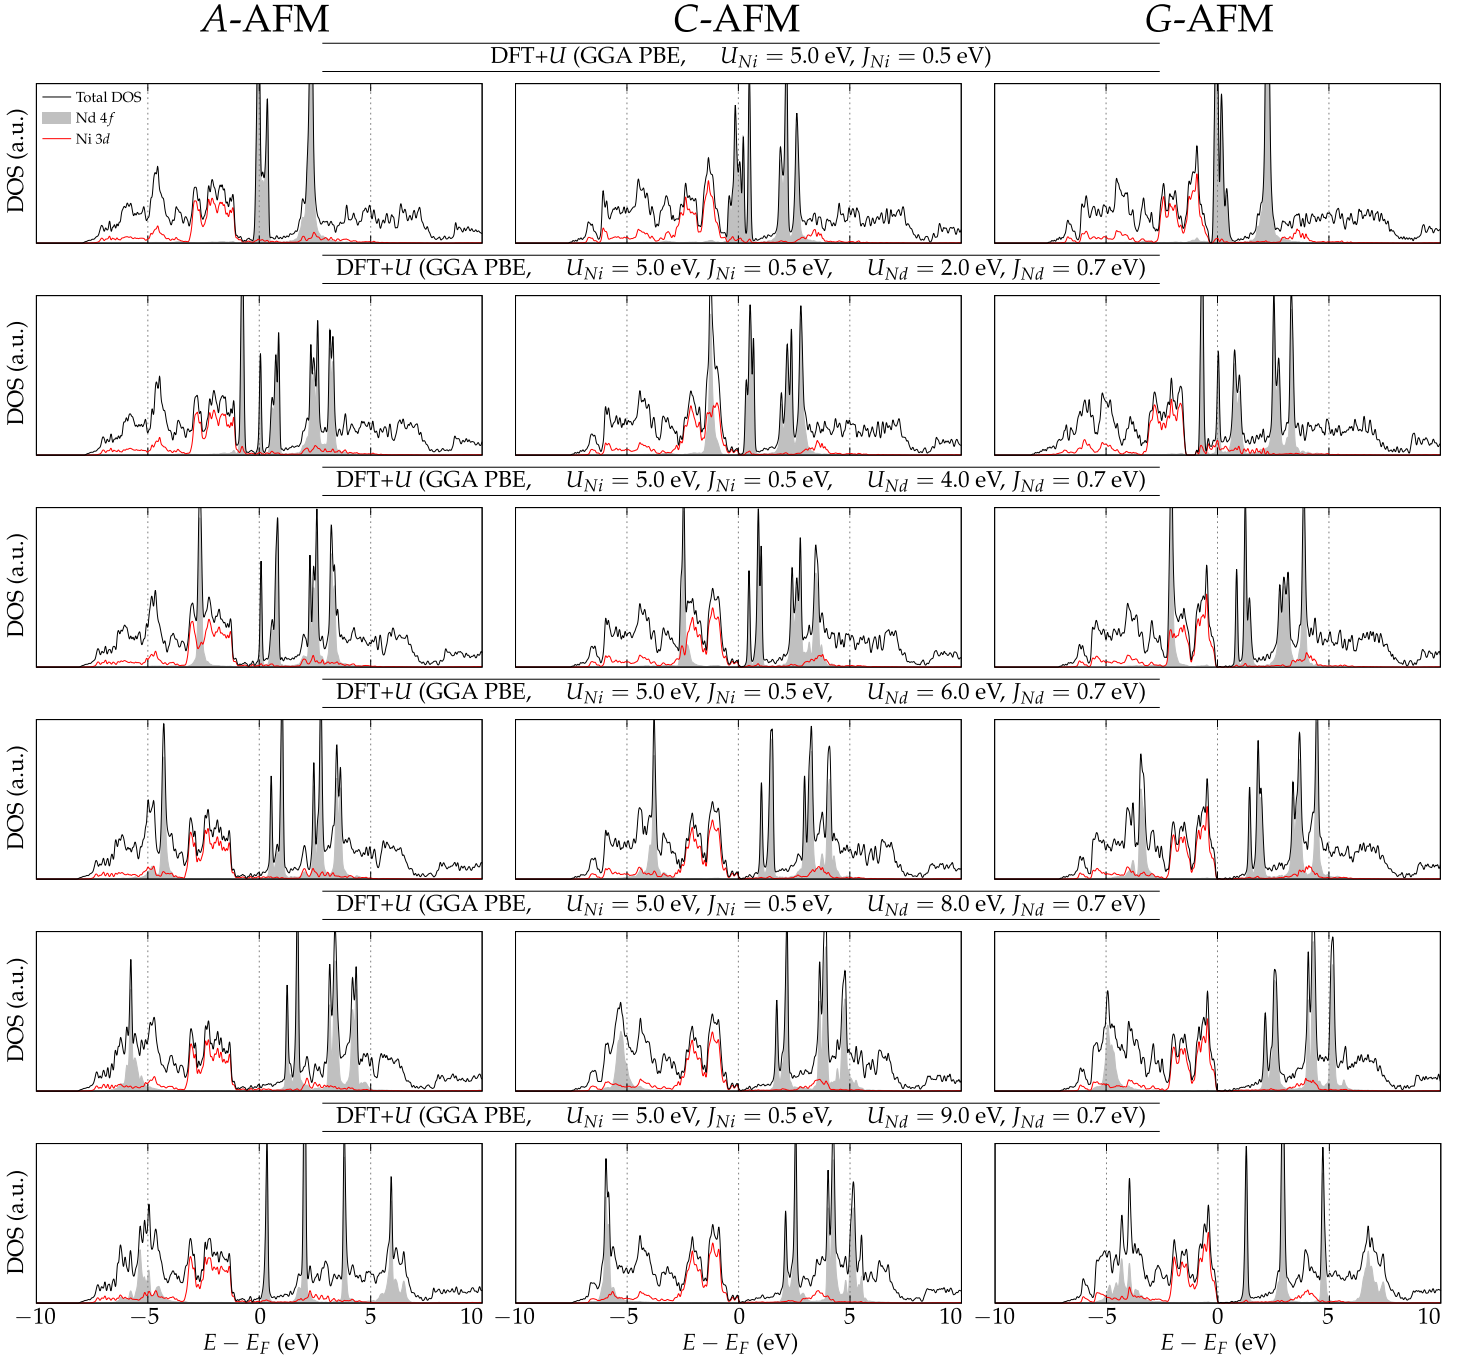 A-AFM C-AFM G-AFM
DFT+U (GGA PBE, U_Ni = 5.0 eV, J_Ni = 0.5 eV)
DOS (a.u.)
Total DOS
Nd 4f
Ni 3d
DFT+U (GGA PBE, U_Ni = 5.0 eV, J_Ni = 0.5 eV, U_Nd = 2.0 eV, J_Nd = 0.7 eV)
DOS (a.u.)
DFT+U (GGA PBE, U_Ni = 5.0 eV, J_Ni = 0.5 eV, U_Nd = 4.0 eV, J_Nd = 0.7 eV)
DOS (a.u.)
DFT+U (GGA PBE, U_Ni = 5.0 eV, J_Ni = 0.5 eV, U_Nd = 6.0 eV, J_Nd = 0.7 eV)
DOS (a.u.)
DFT+U (GGA PBE, U_Ni = 5.0 eV, J_Ni = 0.5 eV, U_Nd = 8.0 eV, J_Nd = 0.7 eV)
DOS (a.u.)
DFT+U (GGA PBE, U_Ni = 5.0 eV, J_Ni = 0.5 eV, U_Nd = 9.0 eV, J_Nd = 0.7 eV)
DOS (a.u.)
−10 −5 0 5 10 −10 −5 0 5 10 −10 −5 0 5 10
E − E_F (eV) E − E_F (eV) E − E_F (eV)